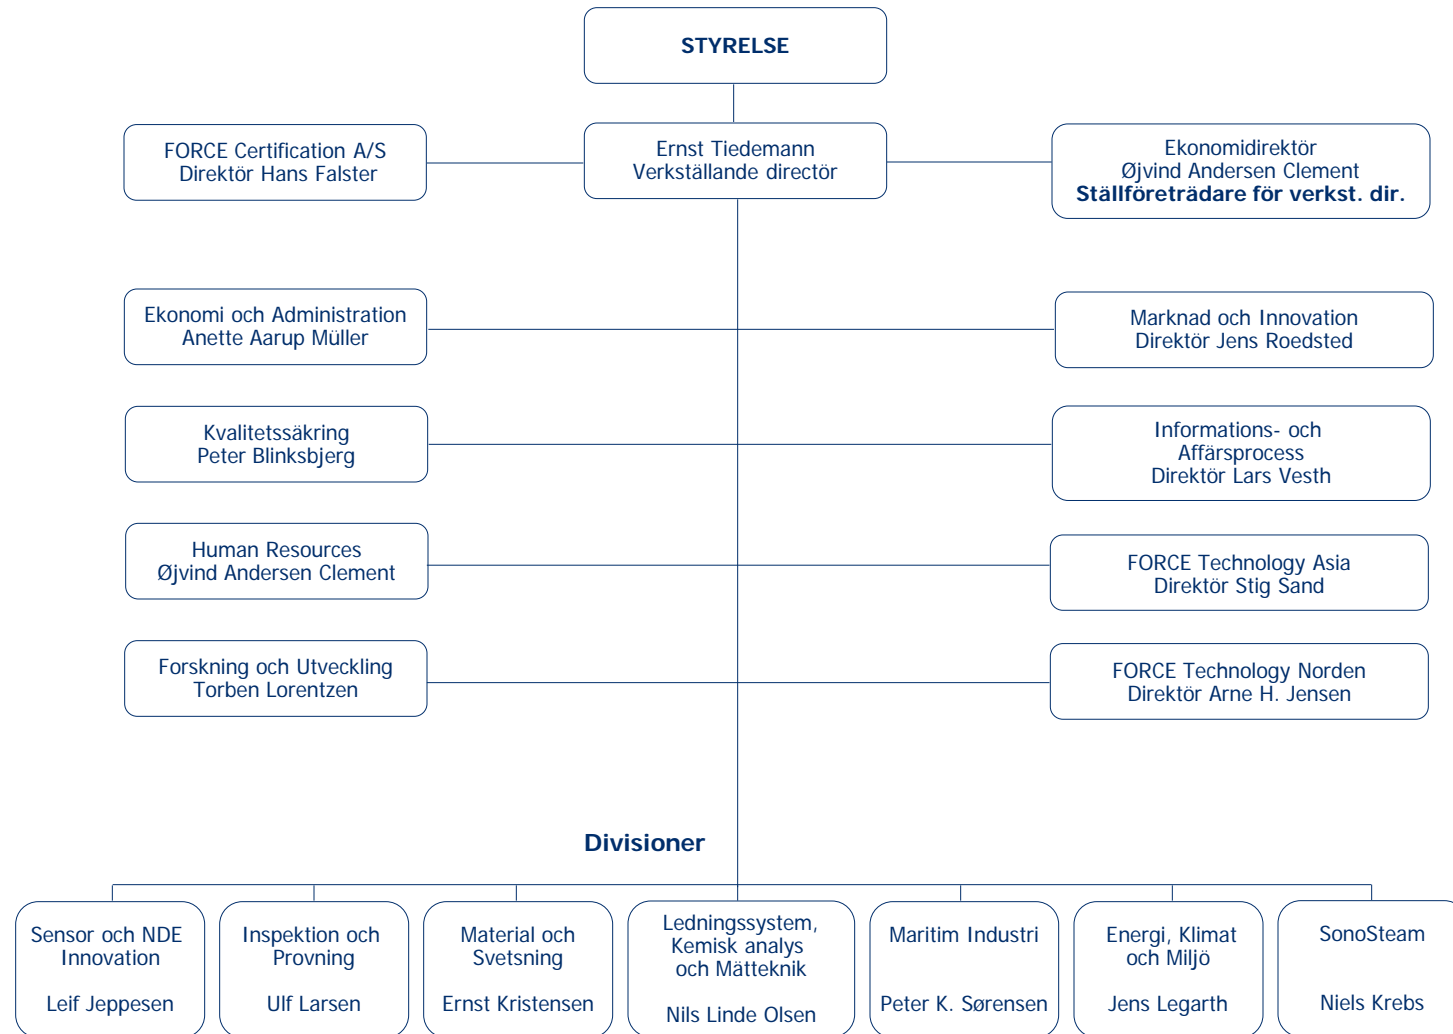 STYRELSE
FORCE Certification A/S
Direktör Hans Falster
Ernst Tiedemann
Verkställande directór
Ekonomidirektör
Øjvind Andersen Clement
Ställföreträdare för verkst. dir.
Ekonomi och Administration
Anette Aarup Müller
Marknad och Innovation
Direktör Jens Roedsted
Kvalitetssäkring
Peter Blinksbjerg
Informations- och
Affärsprocess
Direktör Lars Vesth
Human Resources
Øjvind Andersen Clement
FORCE Technology Asia
Direktör Stig Sand
Forskning och Utveckling
Torben Lorentzen
FORCE Technology Norden
Direktör Arne H. Jensen
Divisioner
Sensor och NDE
Innovation
Leif Jeppesen
Inspektion och
Provning
Ulf Larsen
Material och
Svetsning
Ernst Kristensen
Ledningssystem,
Kemisk analys
och Mätteknik
Nils Linde Olsen
Maritim Industri
Peter K. Sørensen
Energi, Klimat
och Miljö
Jens Legarth
SonoSteam
Niels Krebs